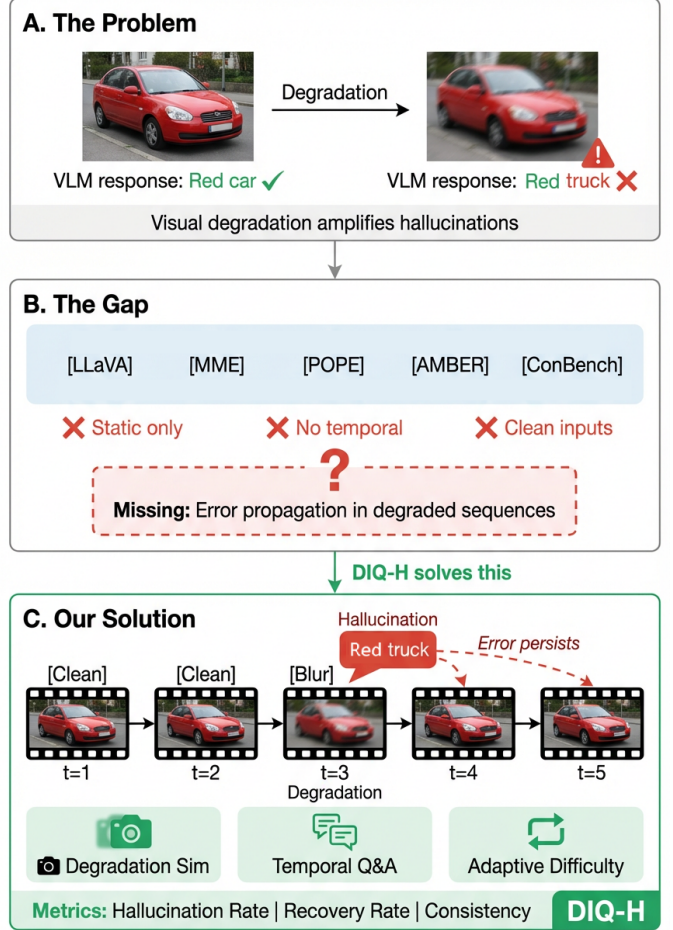 A. The Problem
Degradation
!
VLM response: Red car
VLM response: Red truck
Visual degradation amplifies hallucinations
B. The Gap
[LLaVA] [MME] [POPE] [AMBER] [ConBench]
Static only No temporal Clean inputs
?
Missing: Error propagation in degraded sequences
DIQ-H solves this
C. Our Solution
Hallucination
Red truck
Error persists
[Clean] [Clean] [Blur]
t=1 t=2 t=3 t=4 t=5
Degradation
Degradation Sim
Temporal Q&A
Adaptive Difficulty
Metrics: Hallucination Rate | Recovery Rate | Consistency
DIQ-H